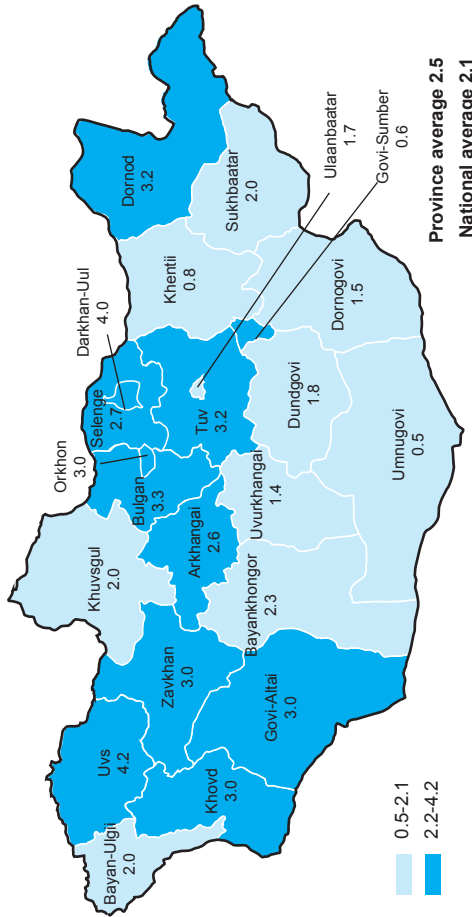 Dornod
3.2
Sukhbaatar
2.0
Ulaanbaatar
1.7
Govi-Sumber
0.6
Khentii
0.8
Darkhan-Uul
4.0
Selenge
2.7
Orkhon
3.0
Tuv
3.2
Bulgan
3.3
Khuvsgul
2.0
Arkhangai
2.6
Zavkhan
3.0
Uvs
4.2
Bayan-Ulgii
2.0
Khovd
3.0
Govi-Altai
3.0
Bayankhongor
2.3
Uvurkhangai
1.4
Dundgovi
1.8
Dornogovi
1.5
Umnugovi
0.5
0.5-2.1
2.2-4.2
Province average 2.5
National average 2.1